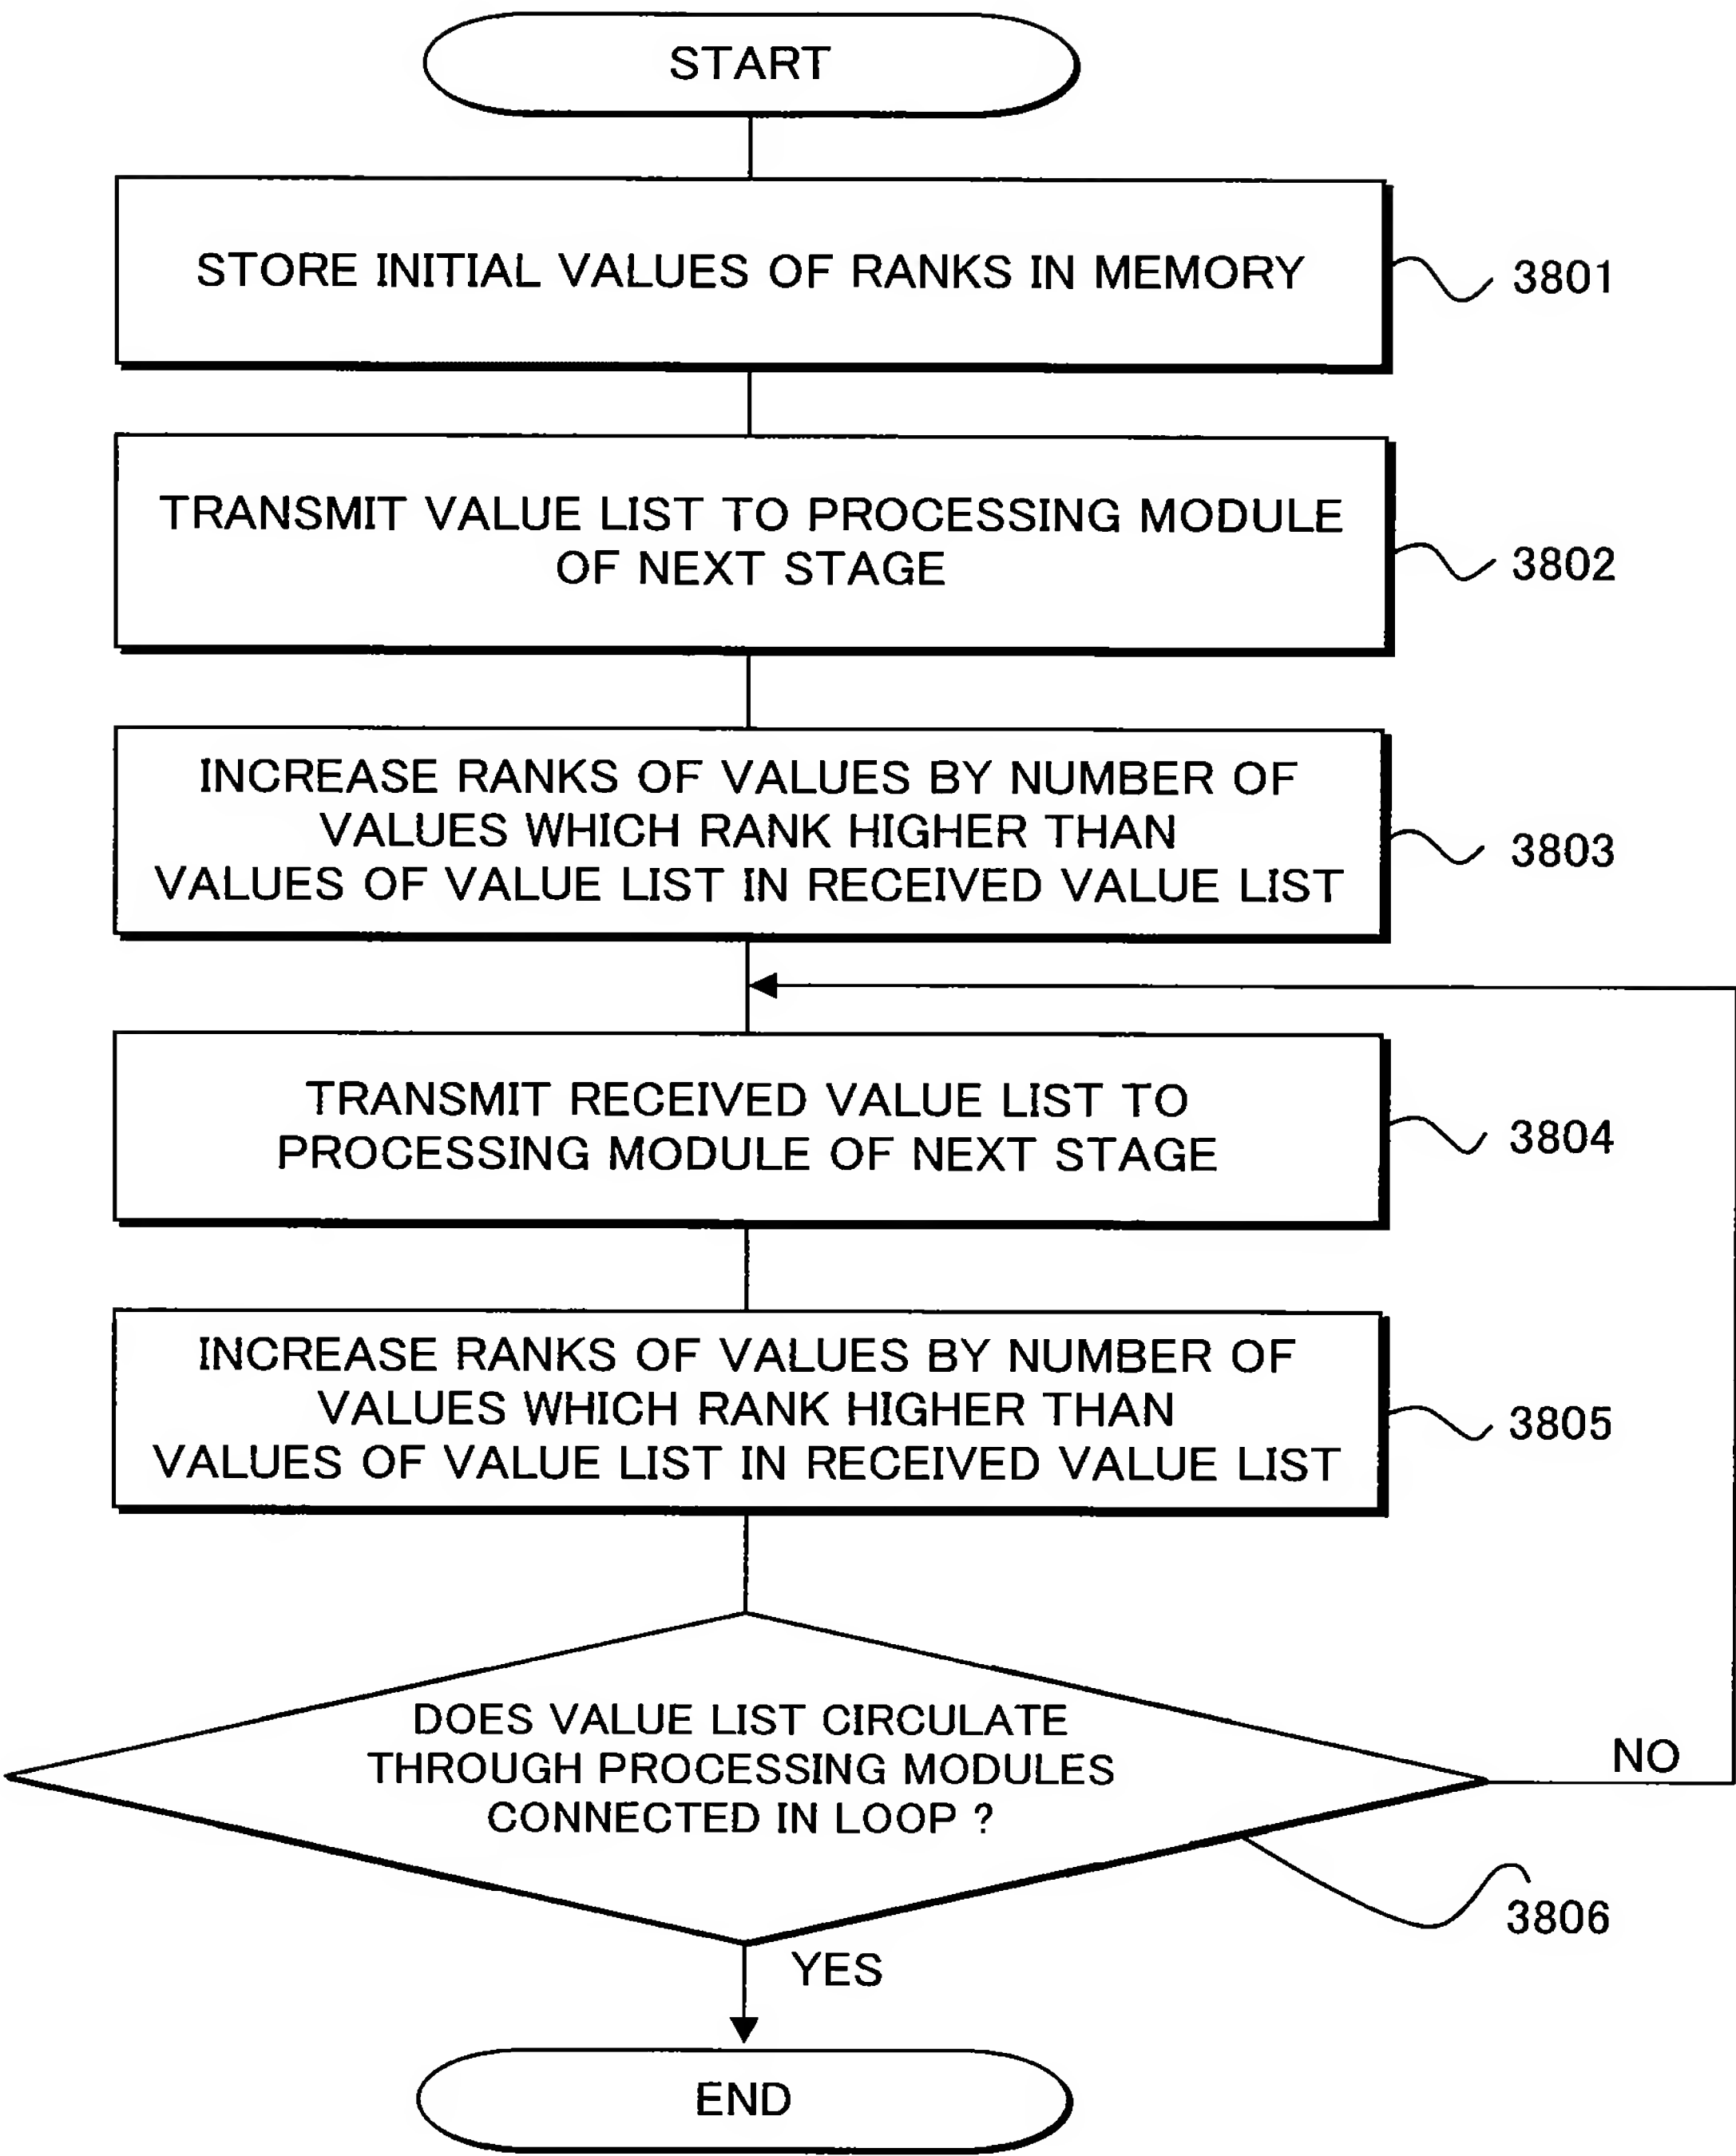 START
STORE INITIAL VALUES OF RANKS IN MEMORY
3801
TRANSMIT VALUE LIST TO PROCESSING MODULE
OF NEXT STAGE
3802
INCREASE RANKS OF VALUES BY NUMBER OF
VALUES WHICH RANK HIGHER THAN
VALUES OF VALUE LIST IN RECEIVED VALUE LIST
3803
TRANSMIT RECEIVED VALUE LIST TO
PROCESSING MODULE OF NEXT STAGE
3804
INCREASE RANKS OF VALUES BY NUMBER OF
VALUES WHICH RANK HIGHER THAN
VALUES OF VALUE LIST IN RECEIVED VALUE LIST
3805
DOES VALUE LIST CIRCULATE
THROUGH PROCESSING MODULES
CONNECTED IN LOOP ?
NO
3806
YES
END